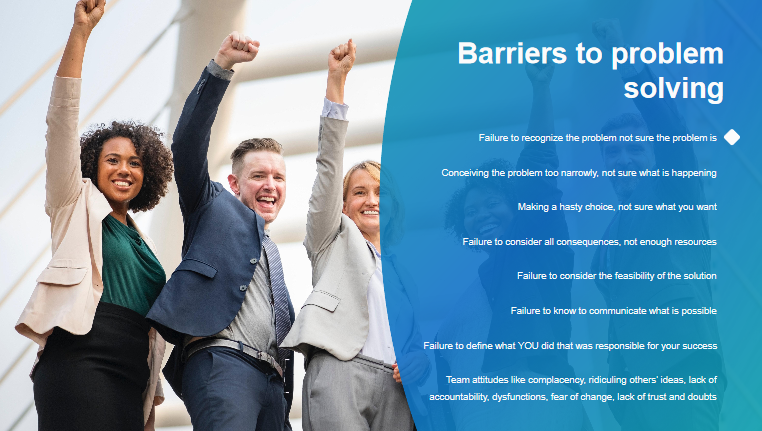 Barriers to problem
solving
Failure to recognize the problem not sure the problem is
Conceiving the problem too narrowly, not sure what is happening
Making a hasty choice, not sure what you want
Failure to consider all consequences, not enough resources
Failure to consider the feasibility of the solution
Failure to know to communicate what is possible
Failure to define what YOU did that was responsible for your success
Team attitudes like complacency, ridiculing others' ideas, lack of
accountability, dysfunctions, fear of change, lack of trust and doubts